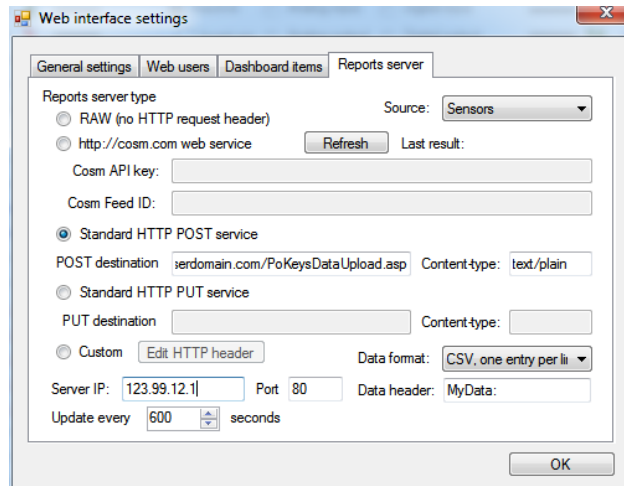 Web interface settings
General settings Web users Dashboard items Reports server
Reports server type
Source: Sensors
RAW (no HTTP request header)
http://cosm.com web service Refresh Last result:
Cosm API key:
Cosm Feed ID:
Standard HTTP POST service
POST destination serdomain.com/PoKeysDataUpload.asp Content-type: text/plain
Standard HTTP PUT service
PUT destination Content-type:
Custom Edit HTTP header Data format: CSV, one entry per lin
Server IP: 123.99.12.1 Port 80 Data header: MyData:
Update every 600 seconds
OK